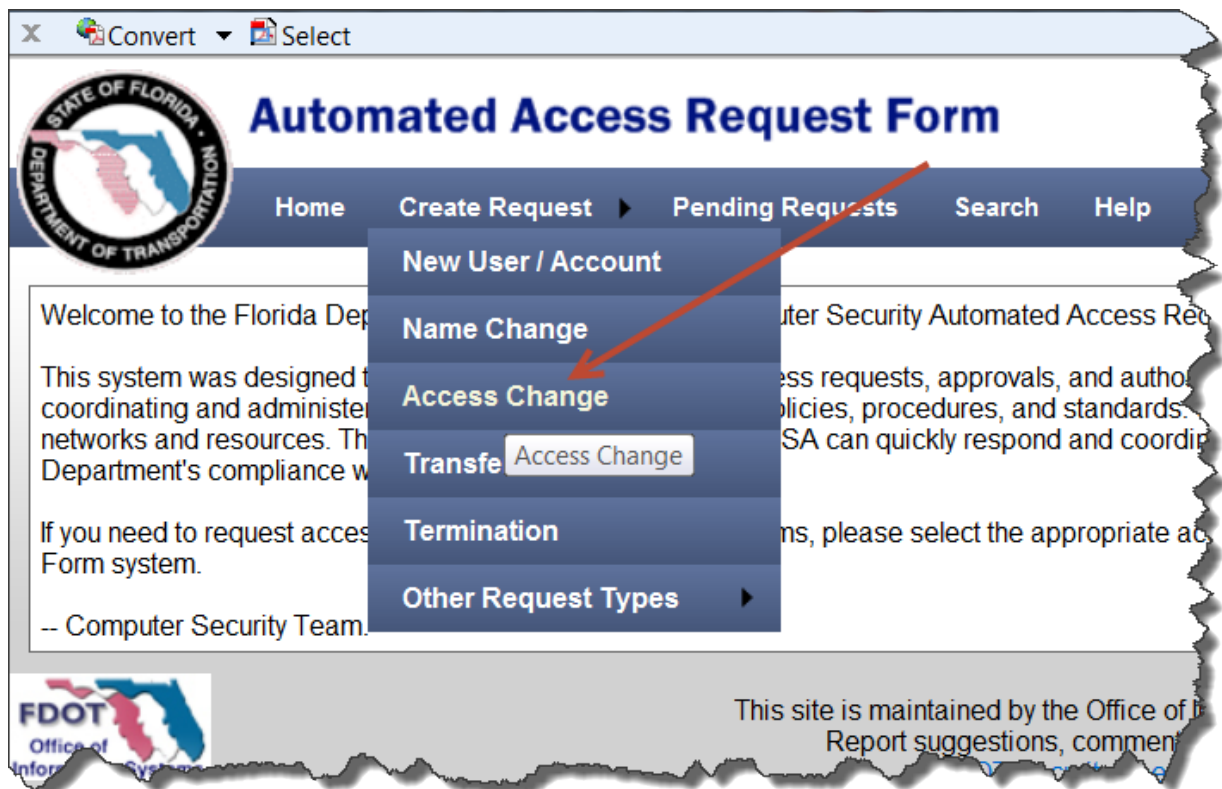 X Convert Select
STATE OF FLORIDA • DEPARTMENT OF TRANSPORTATION
Automated Access Request Form
Home Create Request Pending Requests Search Help
New User / Account
Name Change
Access Change
Transfe
Access Change
Termination
Other Request Types
Welcome to the Florida Dep uter Security Automated Access Req
This system was designed t ess requests, approvals, and autho
coordinating and administer licies, procedures, and standards.
networks and resources. Th SA can quickly respond and coordin
Department's compliance w
If you need to request acces ms, please select the appropriate ac
Form system.
-- Computer Security Team.
FDOT
Office of
This site is maintained by the Office of
Report suggestions, comment